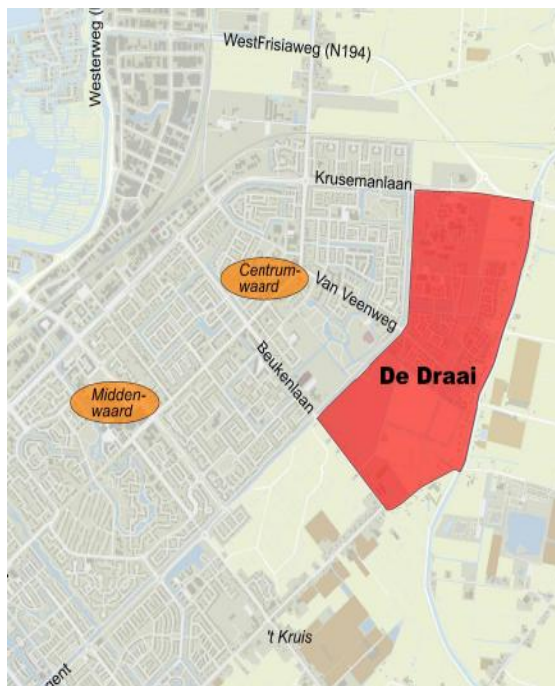 Westerweg (
WestFrisiaweg (N194)
Krusemanlaan
Centrum-
waard
Van Veenweg
Beukenlaan
De Draai
Midden-
waard
't Kruis